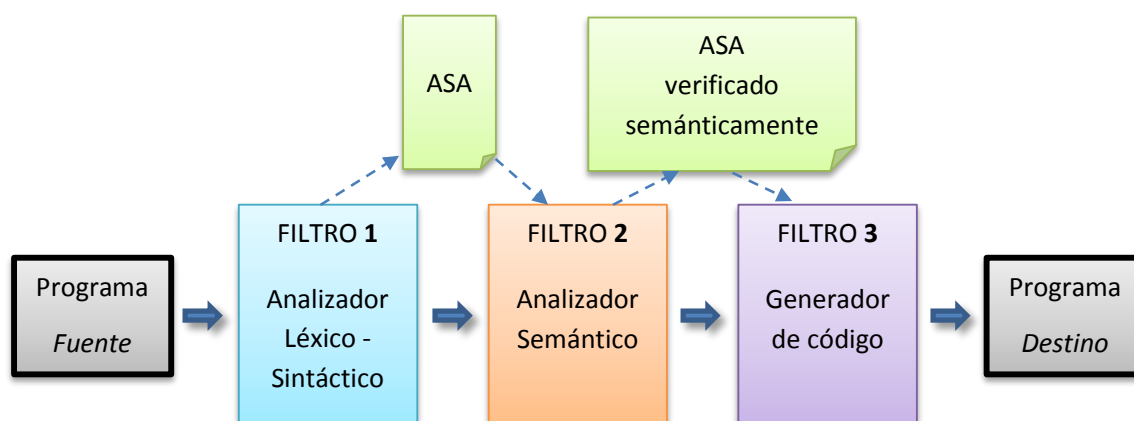 ASA
ASA
verificado
semánticamente
Programa
Fuente
FILTRO 1
Analizador
Léxico -
Sintáctico
FILTRO 2
Analizador
Semántico
FILTRO 3
Generador
de código
Programa
Destino